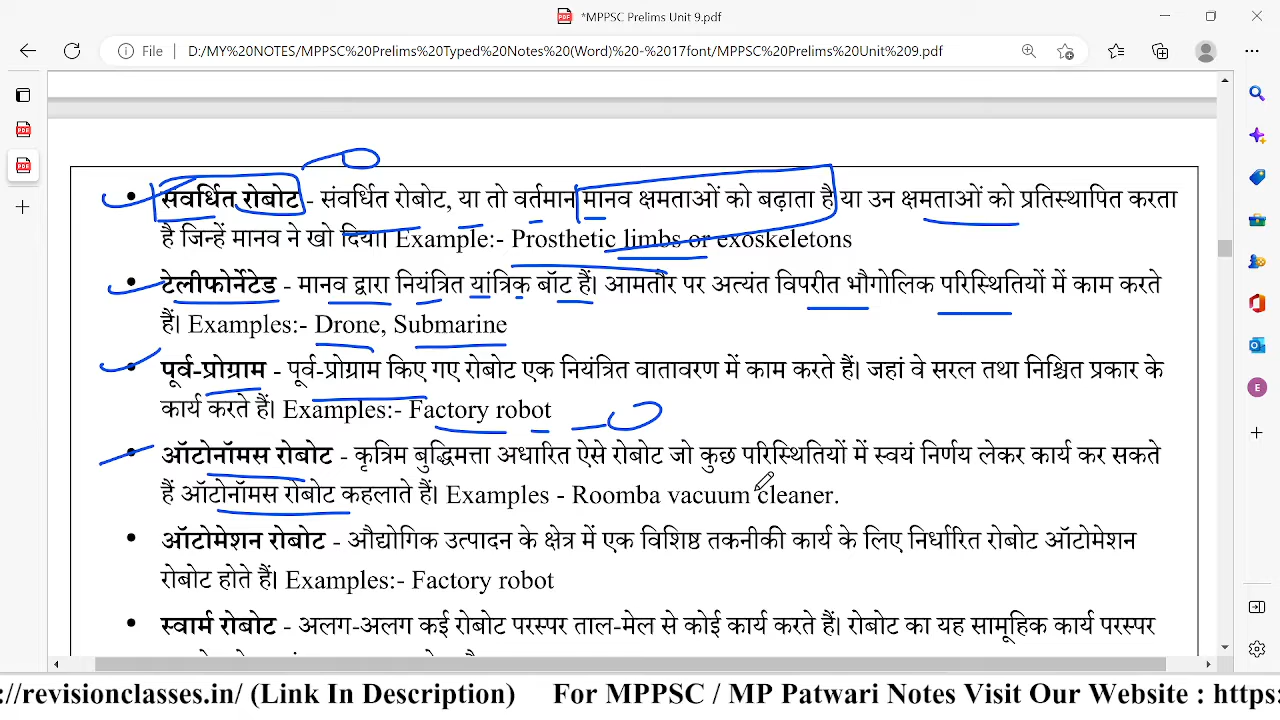 *MPPSC Prelims Unit 9.pdf
File | D:/MY%20NOTES/MPPSC%20Prelims%20Typed%20Notes%20(Word)%20-%2017font/MPPSC%20Prelims%20Unit%209.pdf
• संवर्धित रोबोट - संवर्धित रोबोट, या तो वर्तमान मानव क्षमताओं को बढ़ाता है या उन क्षमताओं को प्रतिस्थापित करता
है जिन्हें मानव ने खो दिया। Example:- Prosthetic limbs or exoskeletons
• टेलीफोर्नेटेड - मानव द्वारा नियंत्रित यांत्रिक बॉट हैं। आमतौर पर अत्यंत विपरीत भौगोलिक परिस्थितियों में काम करते
हैं। Examples:- Drone, Submarine
• पूर्व-प्रोग्राम - पूर्व-प्रोग्राम किए गए रोबोट एक नियंत्रित वातावरण में काम करते हैं। जहां वे सरल तथा निश्चित प्रकार के
कार्य करते हैं। Examples:- Factory robot
• ऑटोनॉमस रोबोट - कृत्रिम बुद्धिमत्ता अधारित ऐसे रोबोट जो कुछ परिस्थितियों में स्वयं निर्णय लेकर कार्य कर सकते
हैं ऑटोनॉमस रोबोट कहलाते हैं। Examples - Roomba vacuum cleaner.
• ऑटोमेशन रोबोट - औद्योगिक उत्पादन के क्षेत्र में एक विशिष्ठ तकनीकी कार्य के लिए निर्धारित रोबोट ऑटोमेशन
रोबोट होते हैं। Examples:- Factory robot
• स्वार्म रोबोट - अलग-अलग कई रोबोट परस्पर ताल-मेल से कोई कार्य करते हैं। रोबोट का यह सामूहिक कार्य परस्पर
://revisionclasses.in/ (Link In Description) For MPPSC / MP Patwari Notes Visit Our Website : https: